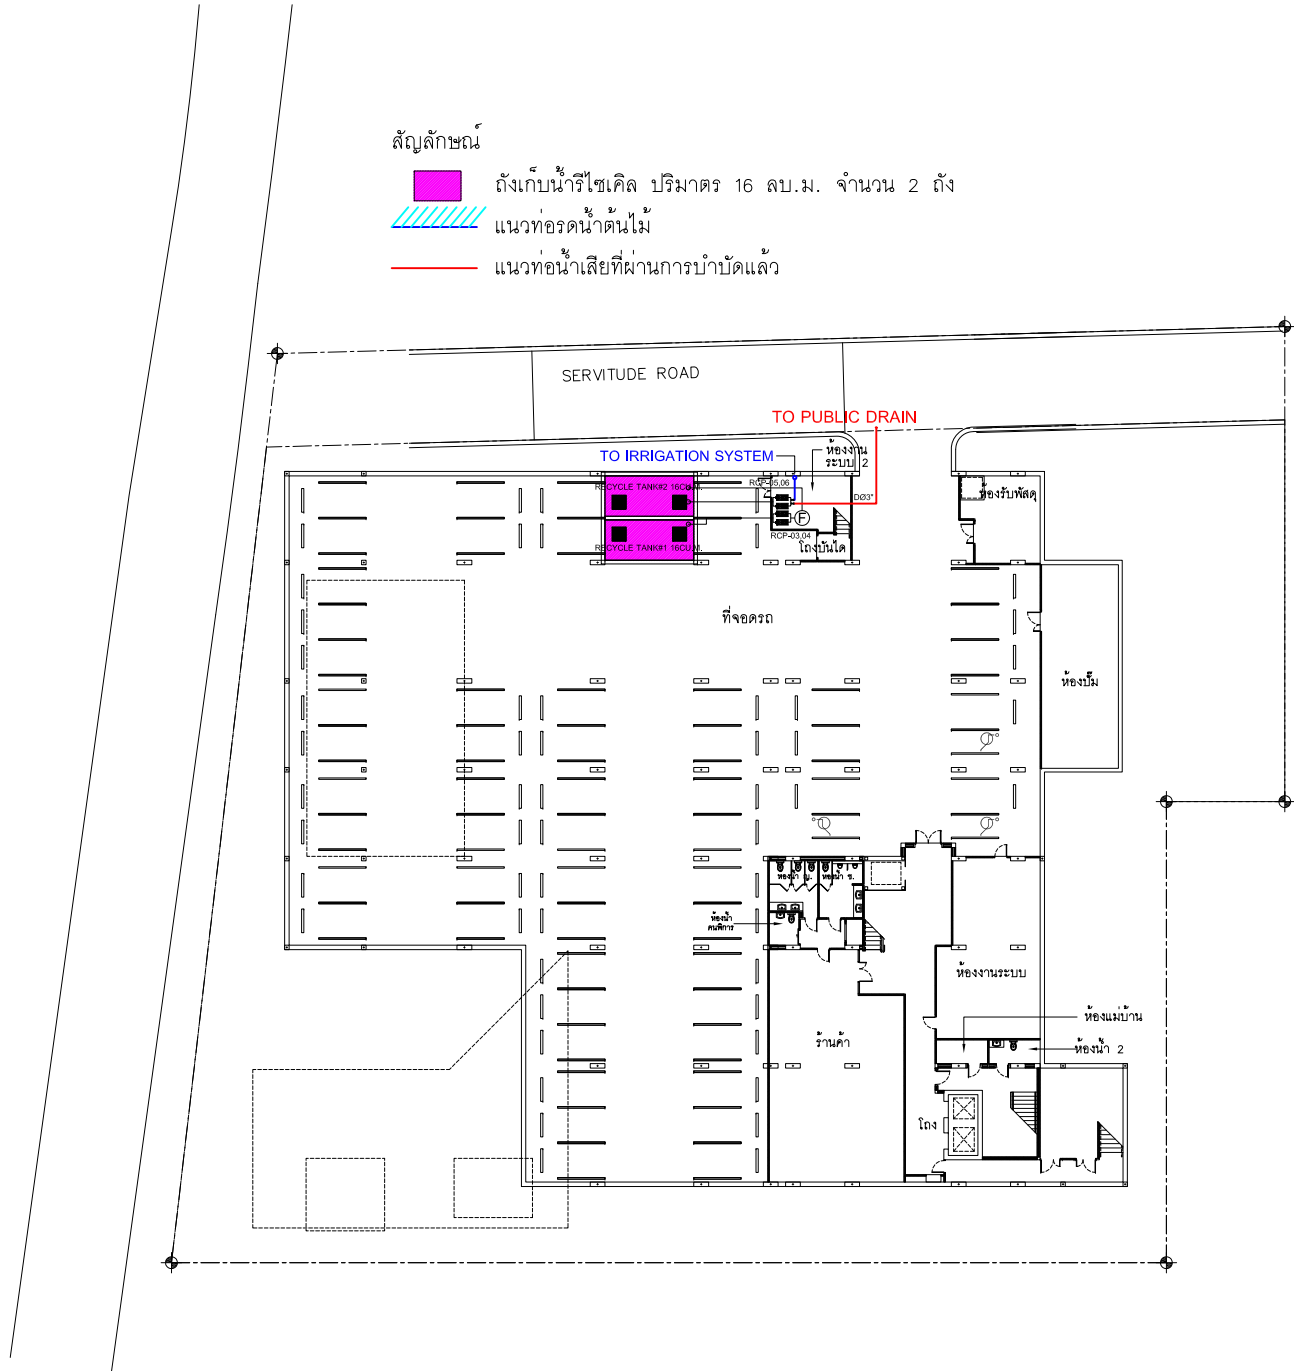 สัญลักษณ์
ถังเก็บน้ำรีไซเคิล ปริมาตร 16 ลบ.ม. จำนวน 2 ถัง
แนวท่อรดน้ำต้นไม้
แนวท่อน้ำเสียที่ผ่านการบำบัดแล้ว
SERVITUDE ROAD
TO PUBLIC DRAIN
TO IRRIGATION SYSTEM
ห้องงาน
ระบบ 2
RECYCLE TANK#2 16CU.M.
RCP-05,06
DØ3"
ห้องรับพัสดุ
F
RCP-03,04
RECYCLE TANK#1 16CU.M.
โถงบันได
ที่จอดรถ
ห้องปั๊ม
ห้องน้ำ ญ.
ห้องน้ำ ช.
ห้องน้ำ
คนพิการ
ห้องงานระบบ
ร้านค้า
ห้องแม่บ้าน
ห้องน้ำ 2
โถง